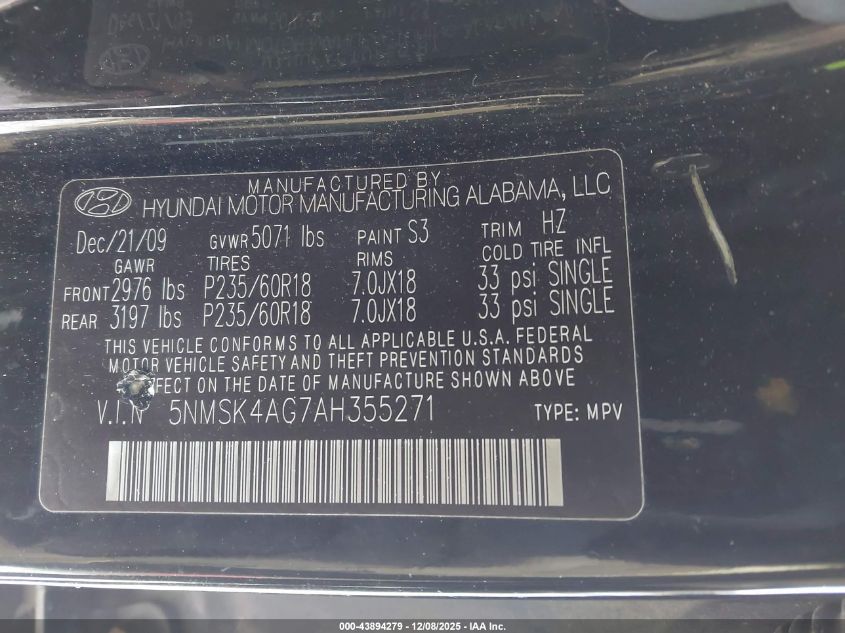 MANUFACTURED BY
HYUNDAI MOTOR MANUFACTURING ALABAMA, LLC
Dec/21/09 GVWR 5071 lbs PAINT S3 TRIM HZ
GAWR TIRES RIMS COLD TIRE INFL
FRONT 2976 lbs P235/60R18 7.0JX18 33 psi SINGLE
REAR 3197 lbs P235/60R18 7.0JX18 33 psi SINGLE
THIS VEHICLE CONFORMS TO ALL APPLICABLE U.S.A. FEDERAL
MOTOR VEHICLE SAFETY AND THEFT PREVENTION STANDARDS
EFFECT ON THE DATE OF MANUFACTURE SHOWN ABOVE
V.I.N 5NMSK4AG7AH355271 TYPE: MPV
000-43894279 - 12/08/2025 - IAA Inc.